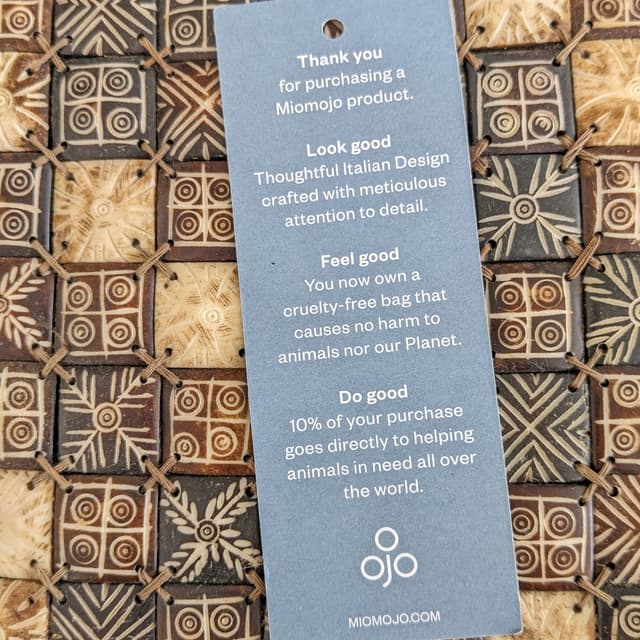 Thank you
for purchasing a
Miomojo product.
Look good
Thoughtful Italian Design
crafted with meticulous
attention to detail.
Feel good
You now own a
cruelty-free bag that
causes no harm to
animals nor our Planet.
Do good
10% of your purchase
goes directly to helping
animals in need all over
the world.
OJO
MIOMOJO.COM